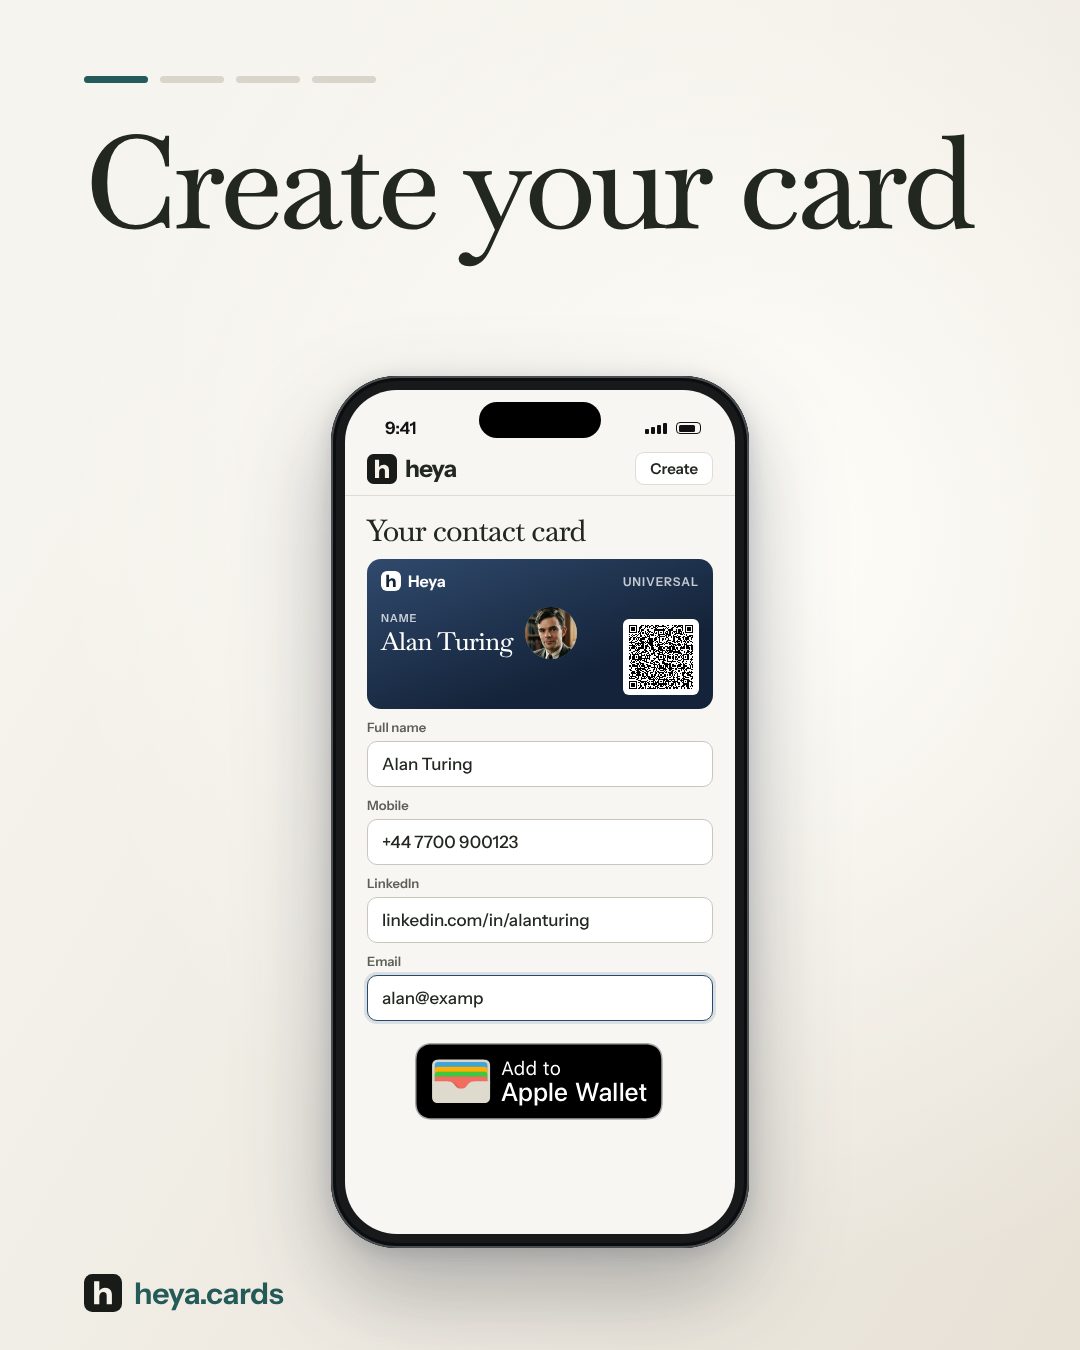 Create your card
9:41
h heya
Create
Your contact card
h Heya
UNIVERSAL
NAME
Alan Turing
Full name
Alan Turing
Mobile
+44 7700 900123
LinkedIn
linkedin.com/in/alanturing
Email
alan@examp
Add to
Apple Wallet
h heya.cards